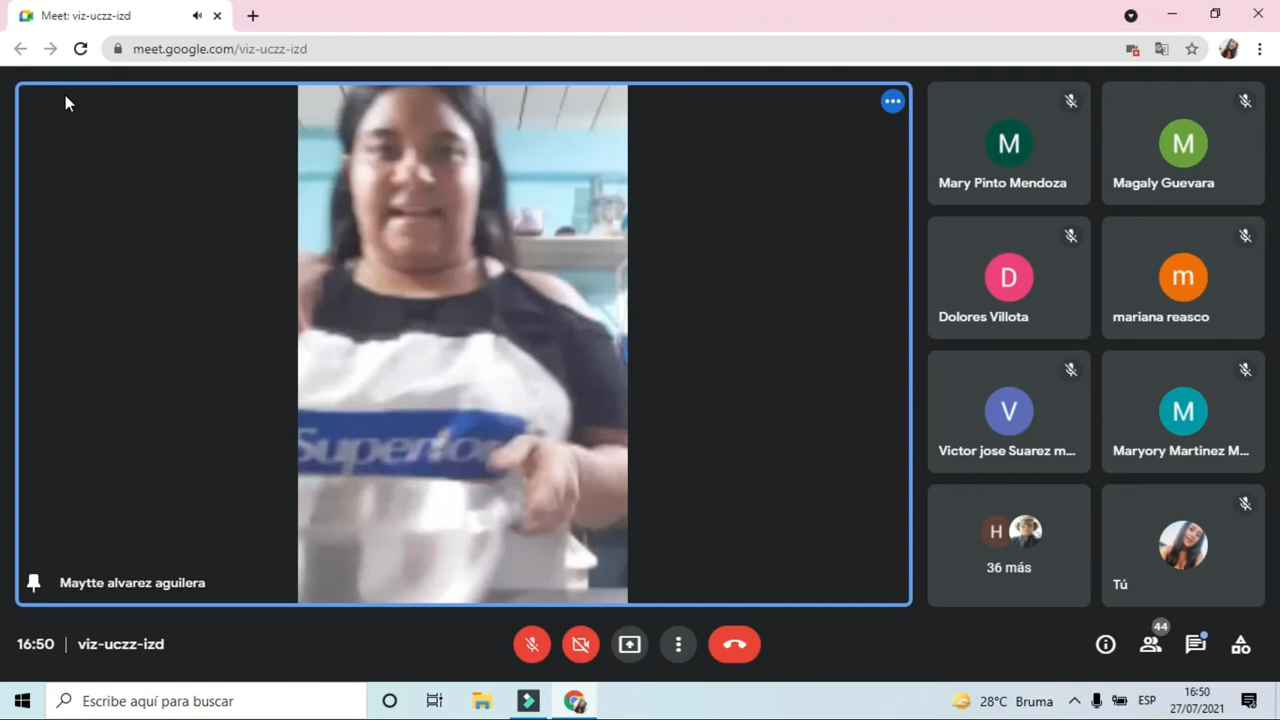 Meet: viz-uczz-izd
meet.google.com/viz-uczz-izd
Superior
Maytte alvarez aguilera
M
Mary Pinto Mendoza
M
Magaly Guevara
D
Dolores Villota
m
mariana reasco
V
Victor jose Suarez m...
M
Maryory Martinez M...
H
36 más
Tú
16:50 | viz-uczz-izd
44
Escribe aquí para buscar
28°C Bruma
ESP
16:50
27/07/2021